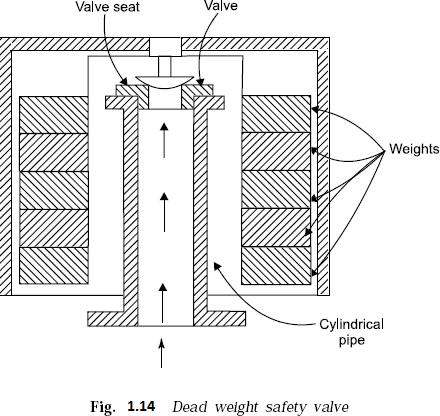 Valve seat
Valve
Weights
Cylindrical
pipe
Fig. 1.14 Dead weight safety valve